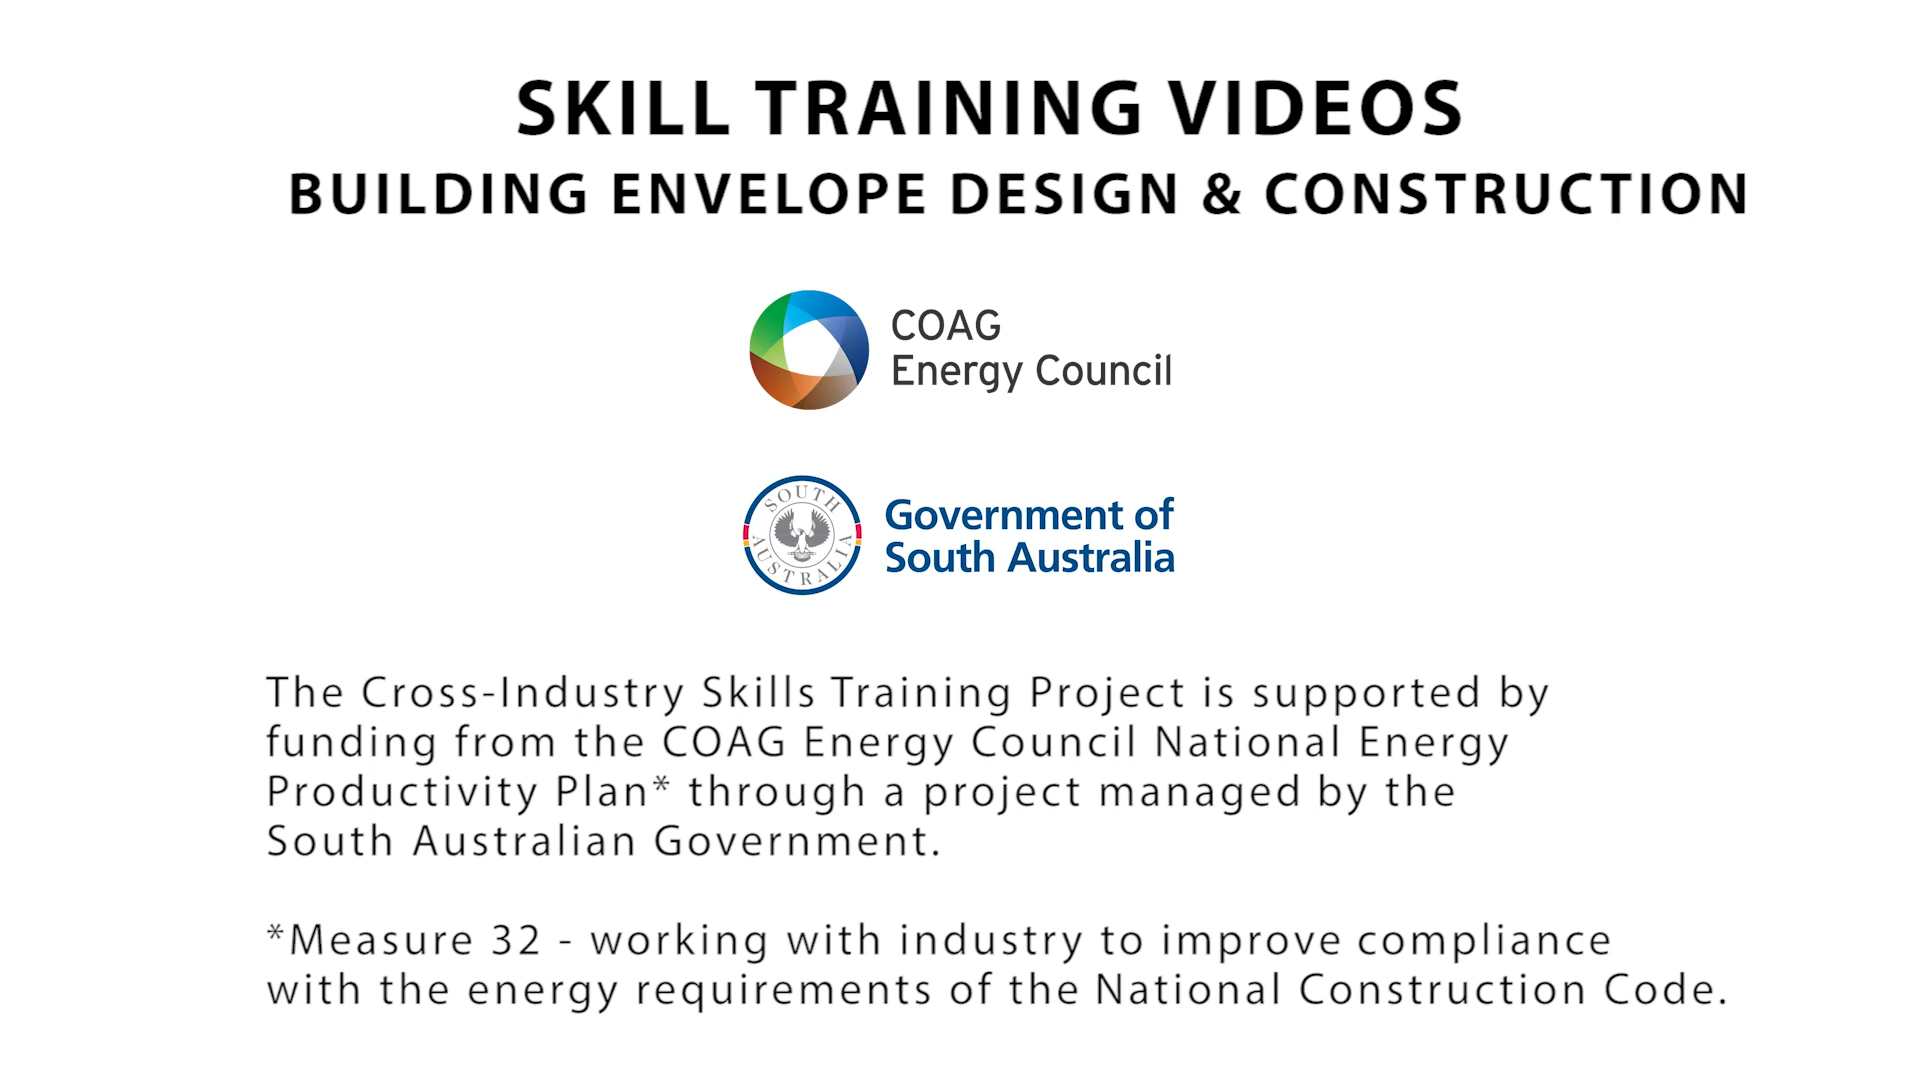 SKILL TRAINING VIDEOS
BUILDING ENVELOPE DESIGN & CONSTRUCTION
COAG
Energy Council
SOUTH AUSTRALIA
Government of
South Australia
The Cross-Industry Skills Training Project is supported by
funding from the COAG Energy Council National Energy
Productivity Plan* through a project managed by the
South Australian Government.
*Measure 32 - working with industry to improve compliance
with the energy requirements of the National Construction Code.